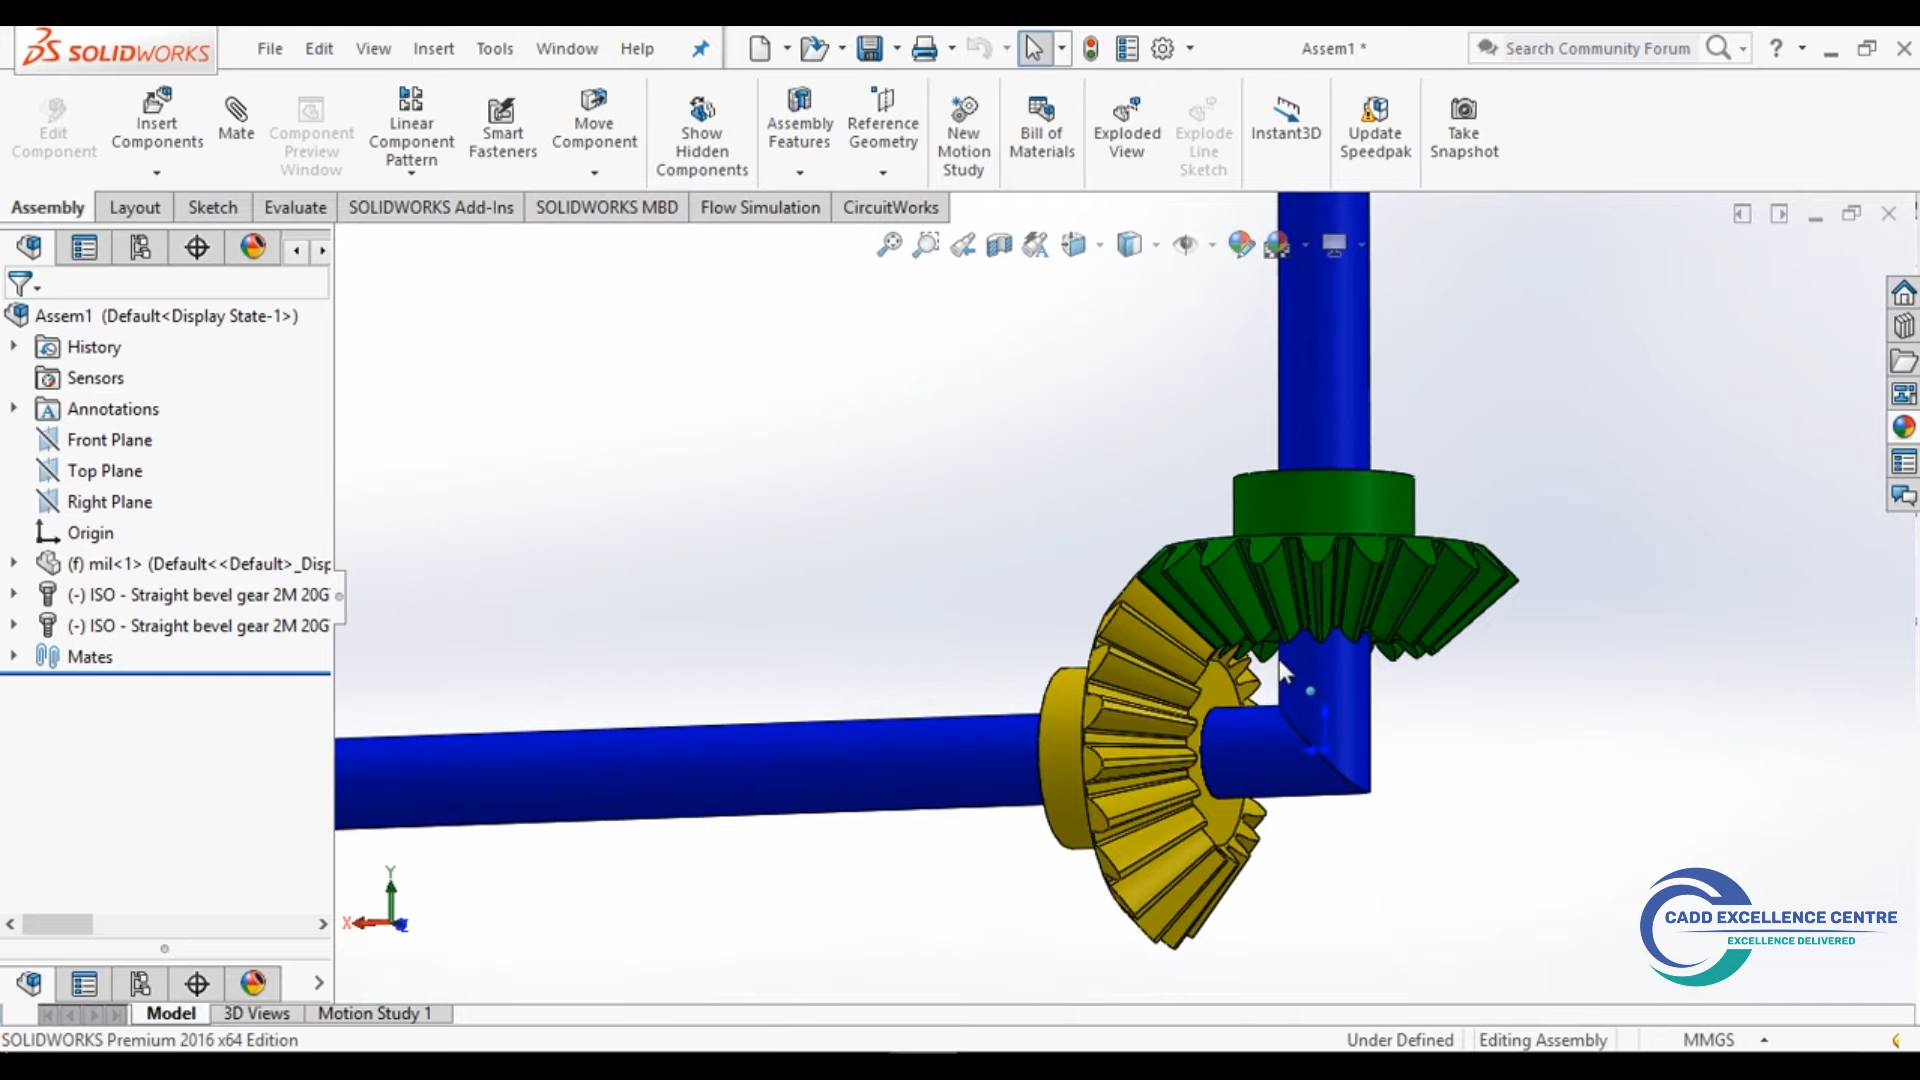 SOLIDWORKS
File Edit View Insert Tools Window Help
Assem1 *
Search Community Forum
?
Edit Component
Insert Components
Mate
Component Preview Window
Linear Component Pattern
Smart Fasteners
Move Component
Show Hidden Components
Assembly Features
Reference Geometry
New Motion Study
Bill of Materials
Exploded View
Explode Line Sketch
Instant3D
Update Speedpak
Take Snapshot
Assembly Layout Sketch Evaluate SOLIDWORKS Add-Ins SOLIDWORKS MBD Flow Simulation CircuitWorks
Assem1 (Default<Display State-1>)
History
Sensors
Annotations
Front Plane
Top Plane
Right Plane
Origin
(f) mil<1> (Default<<Default>_Disp
(-) ISO - Straight bevel gear 2M 20G
(-) ISO - Straight bevel gear 2M 20G
Mates
Y
X
Z
CADD EXCELLENCE CENTRE
EXCELLENCE DELIVERED
Model 3D Views Motion Study 1
SOLIDWORKS Premium 2016 x64 Edition
Under Defined Editing Assembly MMGS